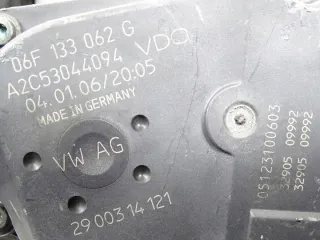 06F 133 062 G
VDO
A2C53044094
04.01.06/20:05
MADE IN GERMANY
VW AG
29 003 14 121
0S123100603
32905 09992
32905 09992